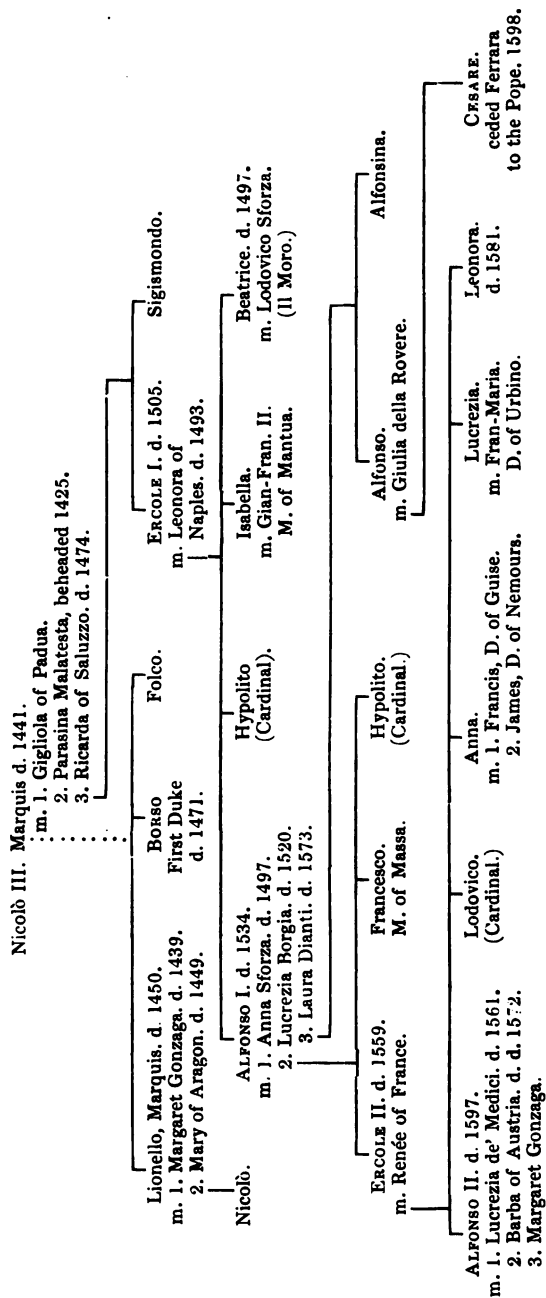 Nicolò III. Marquis d. 1441.
m. 1. Gigliola of Padua.
2. Parasina Malatesta, beheaded 1425.
3. Ricarda of Saluzzo. d. 1474.
Lionello, Marquis. d. 1450.
m. 1. Margaret Gonzaga. d. 1439.
2. Mary of Aragon. d. 1449.
BORSO
First Duke
d. 1471.
Folco.
ERCOLE I. d. 1505.
m. Leonora of
Naples. d. 1493.
Sigismondo.
Nicolò.
ALFONSO I. d. 1534.
m. 1. Anna Sforza. d. 1497.
2. Lucrezia Borgia. d. 1520.
3. Laura Dianti. d. 1573.
Hypolito
(Cardinal).
Isabella.
m. Gian-Fran. II.
M. of Mantua.
Beatrice. d. 1497.
m. Lodovico Sforza.
(Il Moro.)
ERCOLE II. d. 1559.
m. Renée of France.
Francesco.
M. of Massa.
Hypolito.
(Cardinal.)
Alfonso.
m. Giulia della Rovere.
Alfonsina.
ALFONSO II. d. 1597.
m. 1. Lucrezia de' Medici. d. 1561.
2. Barba of Austria. d. d. 1572.
3. Margaret Gonzaga.
Lodovico.
(Cardinal.)
Anna.
m. 1. Francis, D. of Guise.
2. James, D. of Nemours.
Lucrezia.
m. Fran-Maria.
D. of Urbino.
Leonora.
d. 1581.
CESARE.
ceded Ferrara
to the Pope. 1598.